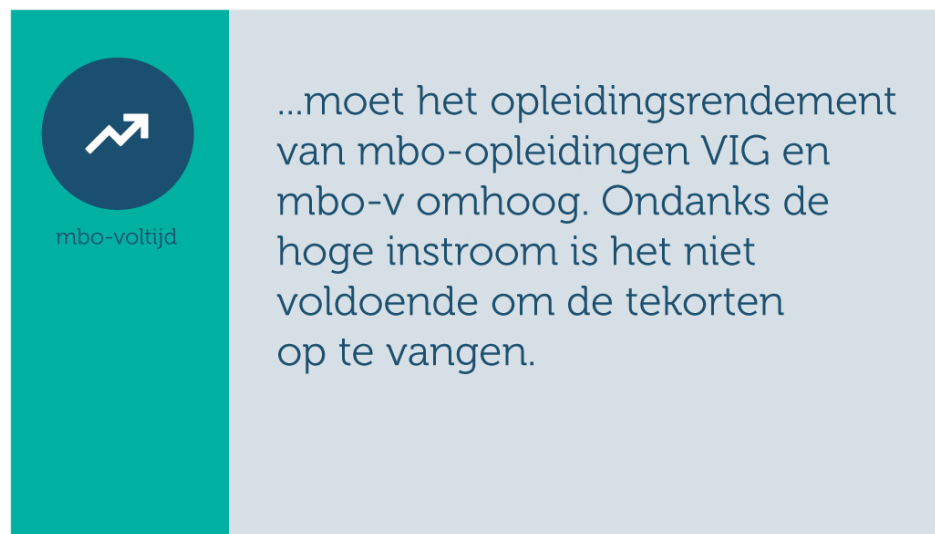 mbo-voltijd
...moet het opleidingsrendement
van mbo-opleidingen VIG en
mbo-v omhoog. Ondanks de
hoge instroom is het niet
voldoende om de tekorten
op te vangen.